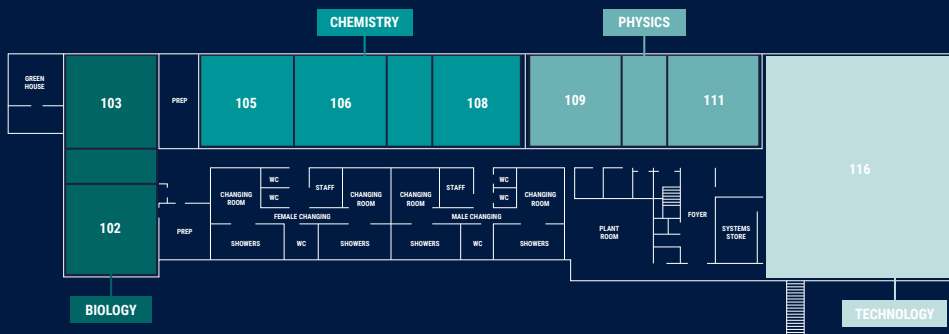 CHEMISTRY
PHYSICS
GREEN
HOUSE
103
PREP
105
106
108
109
111
116
102
PREP
CHANGING
ROOM
WC
WC
STAFF
CHANGING
ROOM
CHANGING
ROOM
STAFF
WC
WC
CHANGING
ROOM
FEMALE CHANGING
MALE CHANGING
SHOWERS
WC
SHOWERS
SHOWERS
WC
SHOWERS
PLANT
ROOM
FOYER
SYSTEMS
STORE
BIOLOGY
TECHNOLOGY